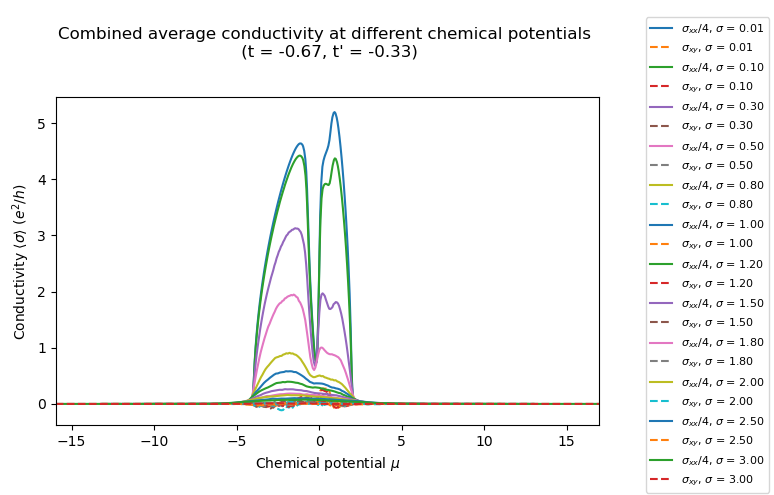 Combined average conductivity at different chemical potentials
(t = -0.67, t' = -0.33)
Conductivity ⟨σ⟩ (e²/h)
5
4
3
2
1
0
−15
−10
−5
0
5
10
15
Chemical potential μ
σxx/4, σ = 0.01
σxy, σ = 0.01
σxx/4, σ = 0.10
σxy, σ = 0.10
σxx/4, σ = 0.30
σxy, σ = 0.30
σxx/4, σ = 0.50
σxy, σ = 0.50
σxx/4, σ = 0.80
σxy, σ = 0.80
σxx/4, σ = 1.00
σxy, σ = 1.00
σxx/4, σ = 1.20
σxy, σ = 1.20
σxx/4, σ = 1.50
σxy, σ = 1.50
σxx/4, σ = 1.80
σxy, σ = 1.80
σxx/4, σ = 2.00
σxy, σ = 2.00
σxx/4, σ = 2.50
σxy, σ = 2.50
σxx/4, σ = 3.00
σxy, σ = 3.00